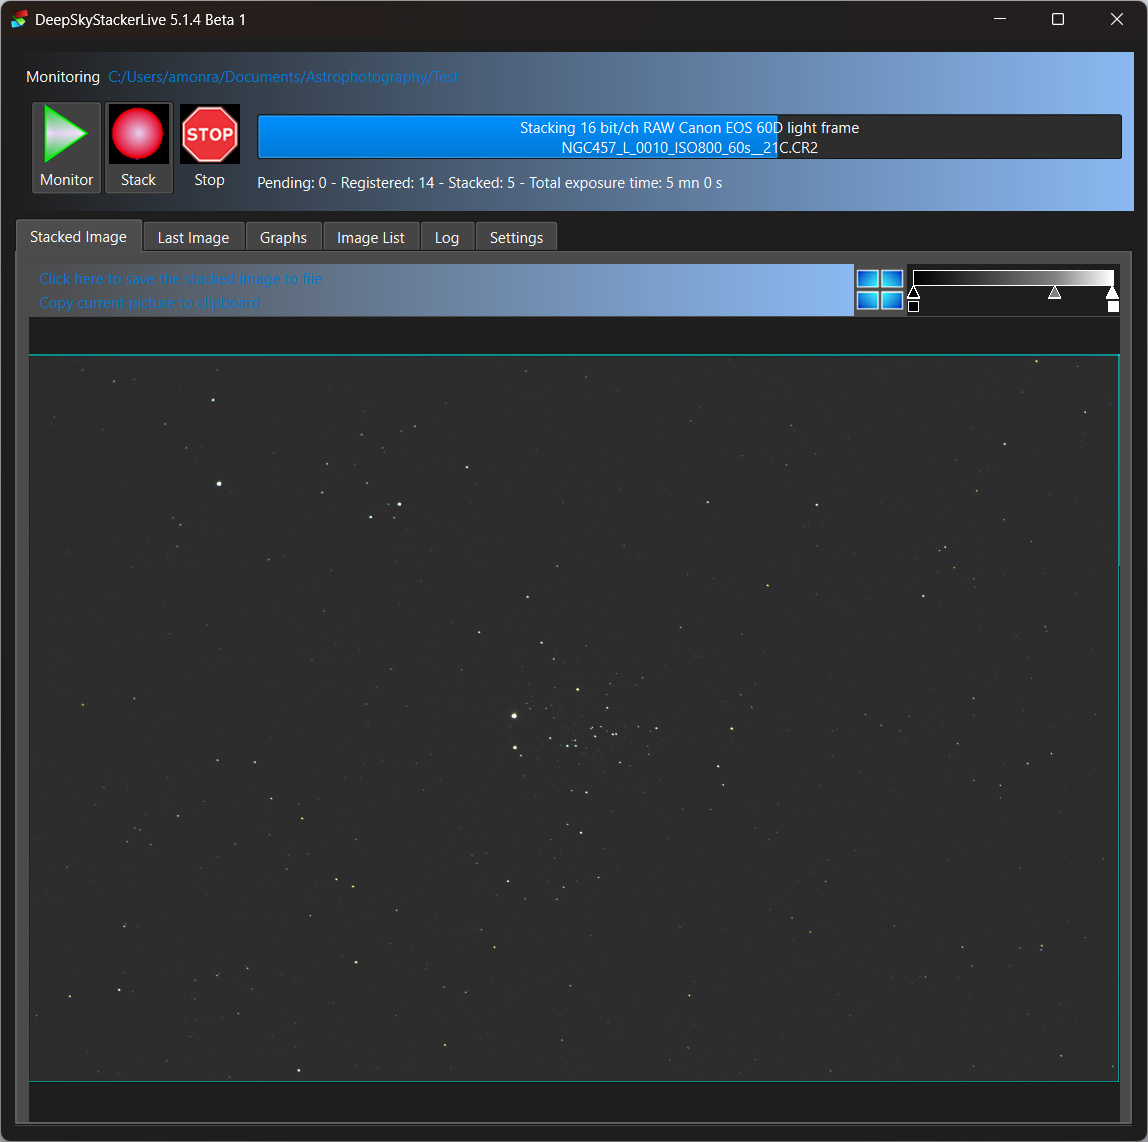 DeepSkyStackerLive 5.1.4 Beta 1
Monitoring C:/Users/amonra/Documents/Astrophotography/Test
STOP
Monitor Stack Stop
Stacking 16 bit/ch RAW Canon EOS 60D light frame
NGC457_L_0010_ISO800_60s__21C.CR2
Pending: 0 - Registered: 14 - Stacked: 5 - Total exposure time: 5 mn 0 s
Stacked Image Last Image Graphs Image List Log Settings
Click here to save the stacked image to file
Copy current picture to clipboard